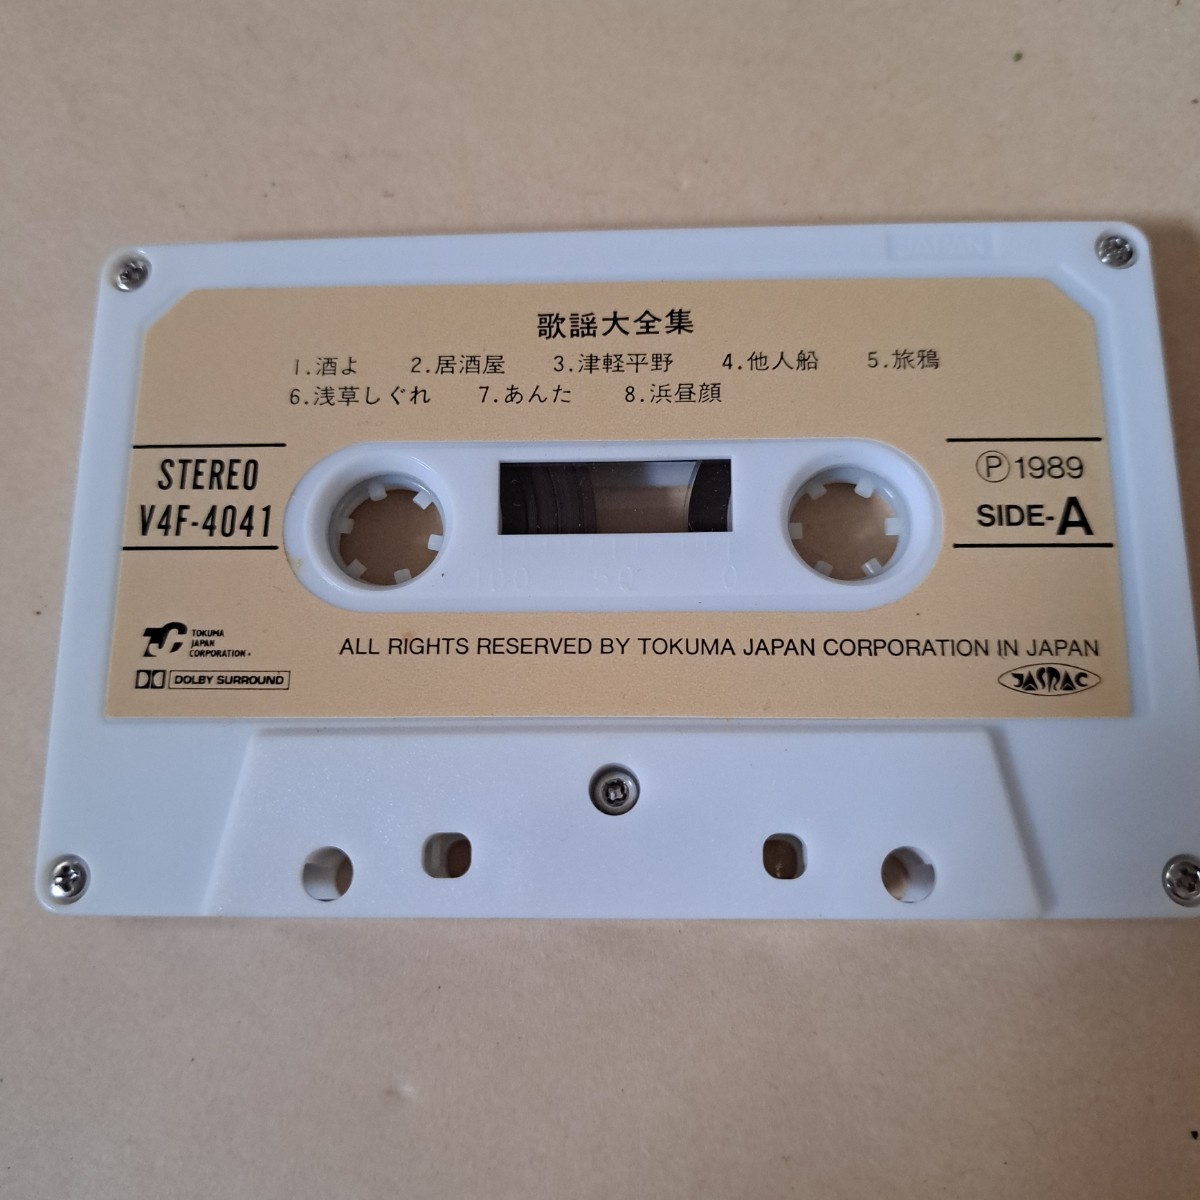 JAPAN
歌謡大全集
1.酒よ 2.居酒屋 3.津軽平野 4.他人船 5.旅鴉
6.浅草しぐれ 7.あんた 8.浜昼顔
STEREO
V4F-4041
Ⓟ1989
SIDE-A
100 50 0
TC TOKUMA
JAPAN
CORPORATION.
ALL RIGHTS RESERVED BY TOKUMA JAPAN CORPORATION IN JAPAN
DOLBY SURROUND
JASRAC